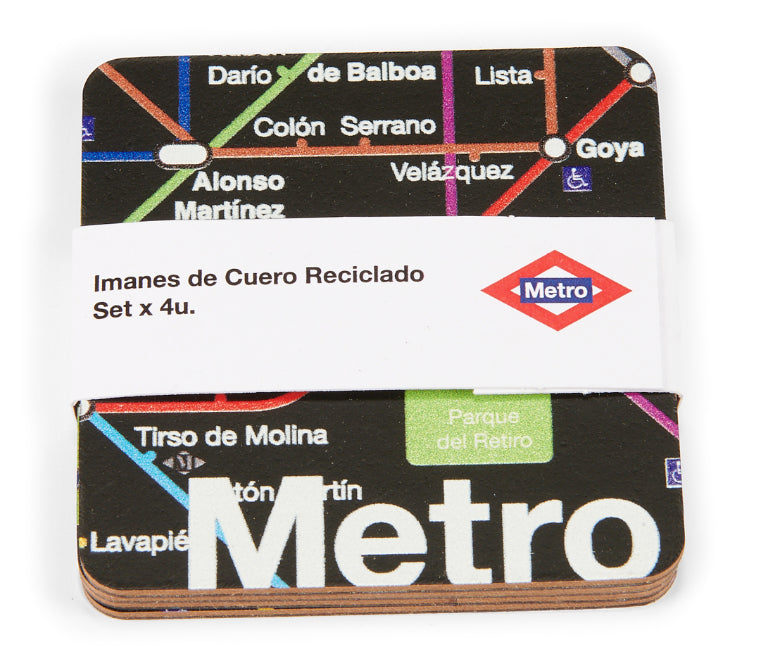 Darío
de Balboa
Lista
Colón
Serrano
Goya
Velázquez
Alonso
Martínez
Imanes de Cuero Reciclado
Set x 4u.
Metro
Parque
del Retiro
Tirso de Molina
M
Lavapié
Metro